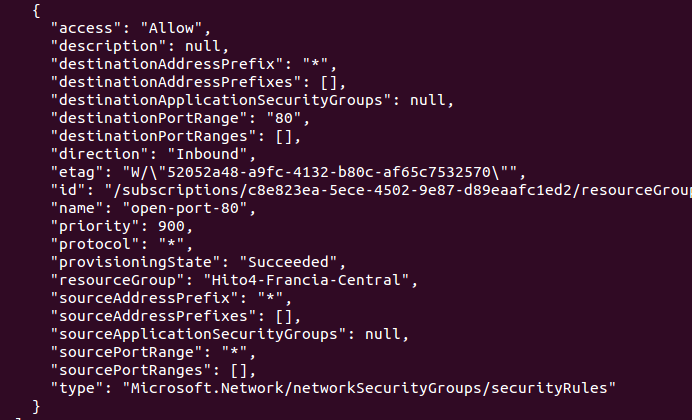 {
"access": "Allow",
"description": null,
"destinationAddressPrefix": "*",
"destinationAddressPrefixes": [],
"destinationApplicationSecurityGroups": null,
"destinationPortRange": "80",
"destinationPortRanges": [],
"direction": "Inbound",
"etag": "W/\"52052a48-a9fc-4132-b80c-af65c7532570\"",
"id": "/subscriptions/c8e823ea-5ece-4502-9e87-d89eaafc1ed2/resourceGroup
"name": "open-port-80",
"priority": 900,
"protocol": "*",
"provisioningState": "Succeeded",
"resourceGroup": "Hito4-Francia-Central",
"sourceAddressPrefix": "*",
"sourceAddressPrefixes": [],
"sourceApplicationSecurityGroups": null,
"sourcePortRange": "*",
"sourcePortRanges": [],
"type": "Microsoft.Network/networkSecurityGroups/securityRules"
}